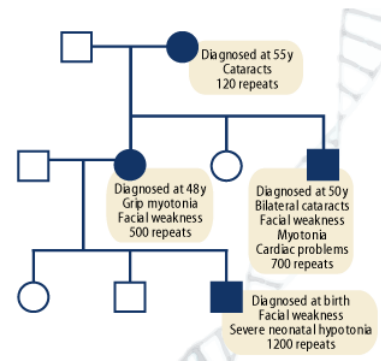 Diagnosed at 55y
Cataracts
120 repeats
Diagnosed at 48y
Grip myotonia
Facial weakness
500 repeats
Diagnosed at 50y
Bilateral cataracts
Facial weakness
Myotonia
Cardiac problems
700 repeats
Diagnosed at birth
Facial weakness
Severe neonatal hypotonia
1200 repeats